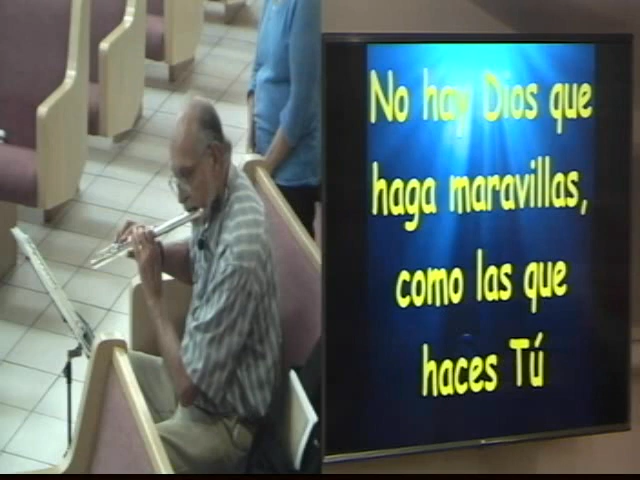 No hay Dios que
haga maravillas,
como las que
haces Tú